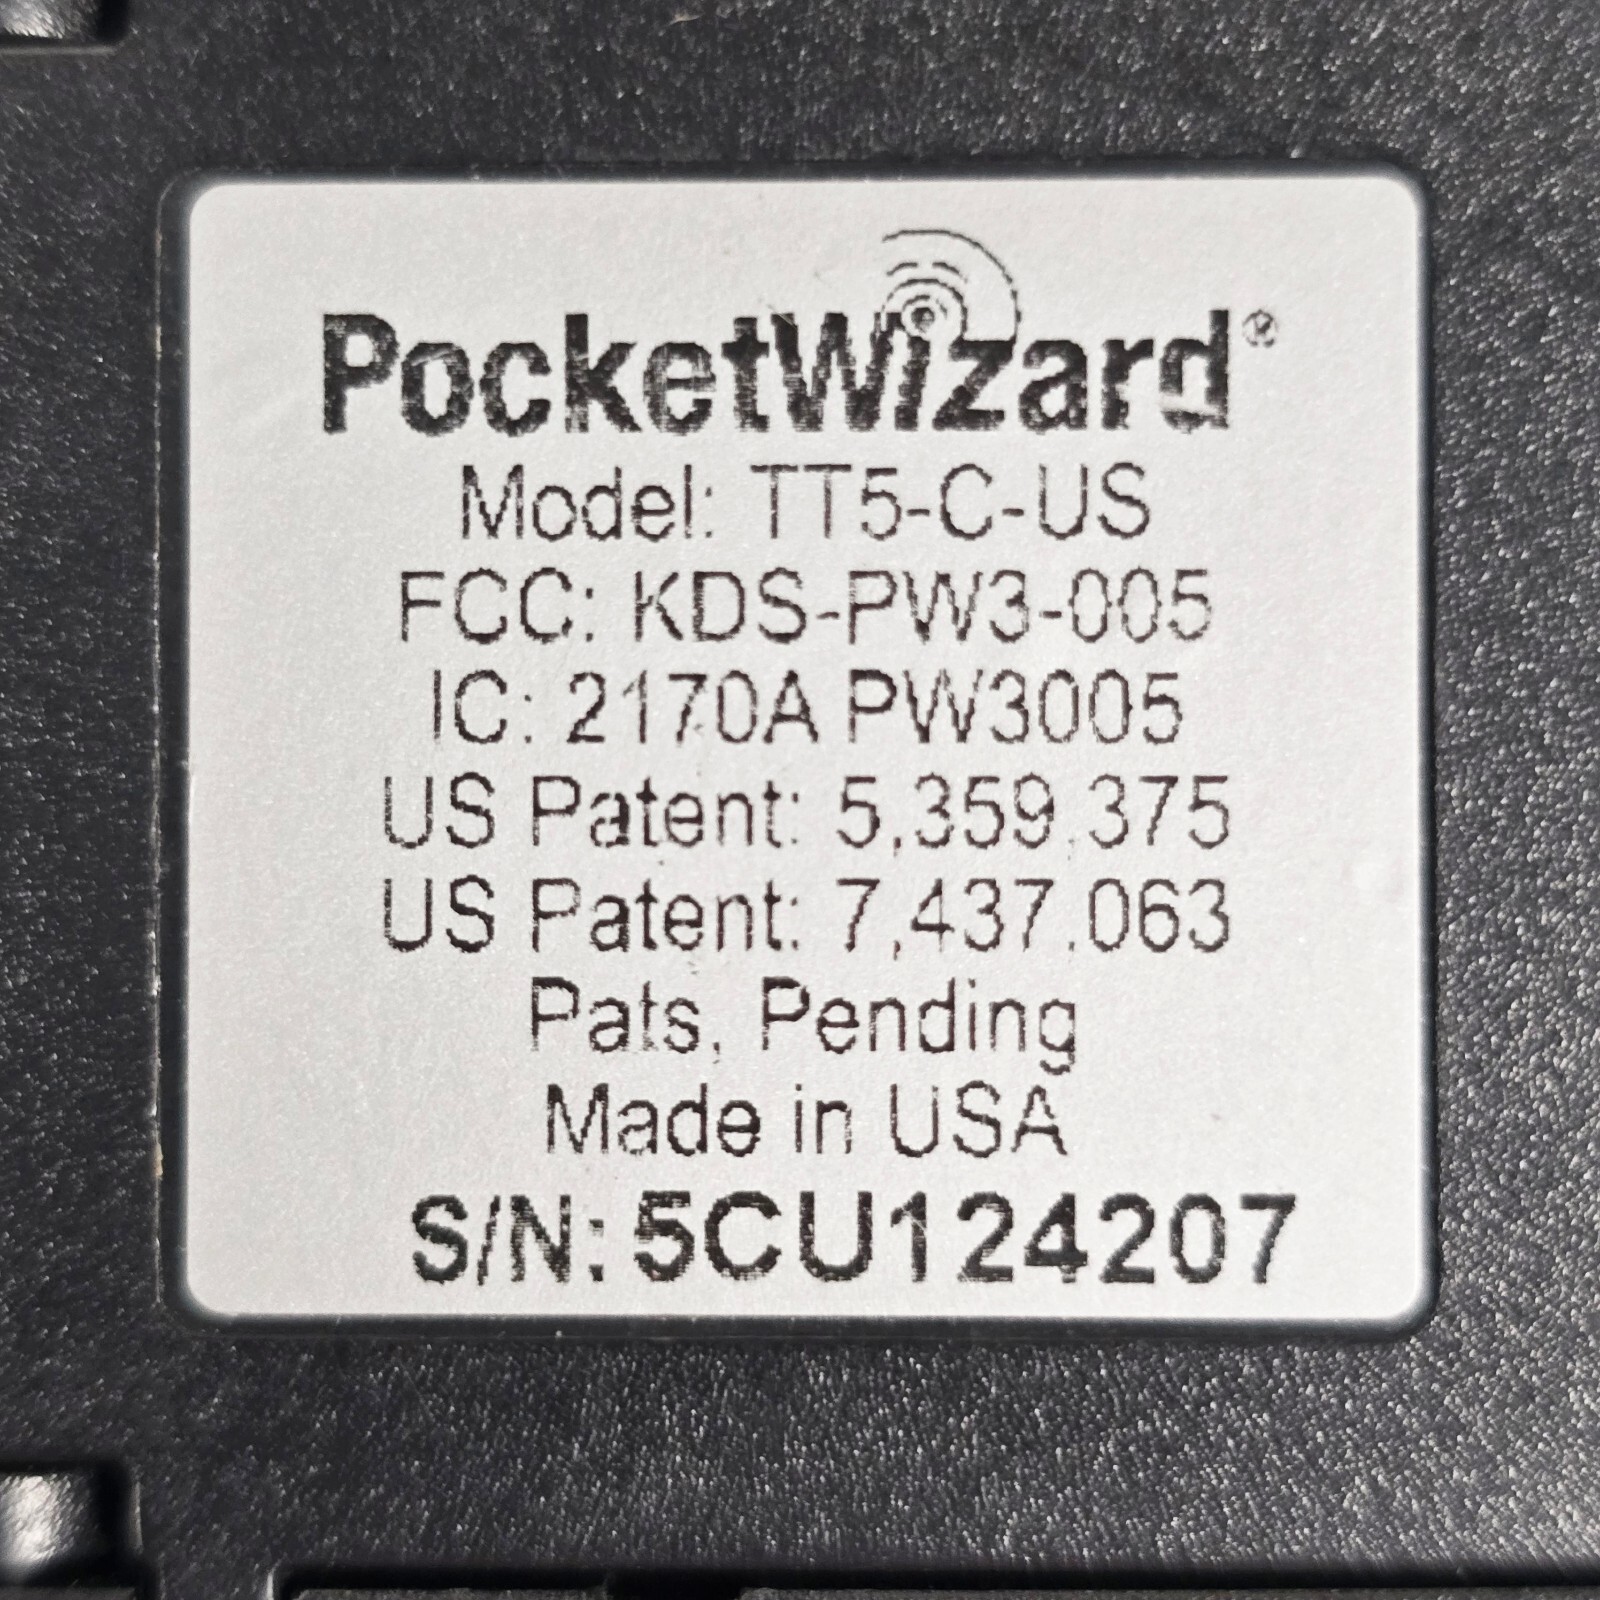 PocketWizard®
Model: TT5-C-US
FCC: KDS-PW3-005
IC: 2170A PW3005
US Patent: 5,359,375
US Patent: 7,437,063
Pats, Pending
Made in USA
S/N: 5CU124207